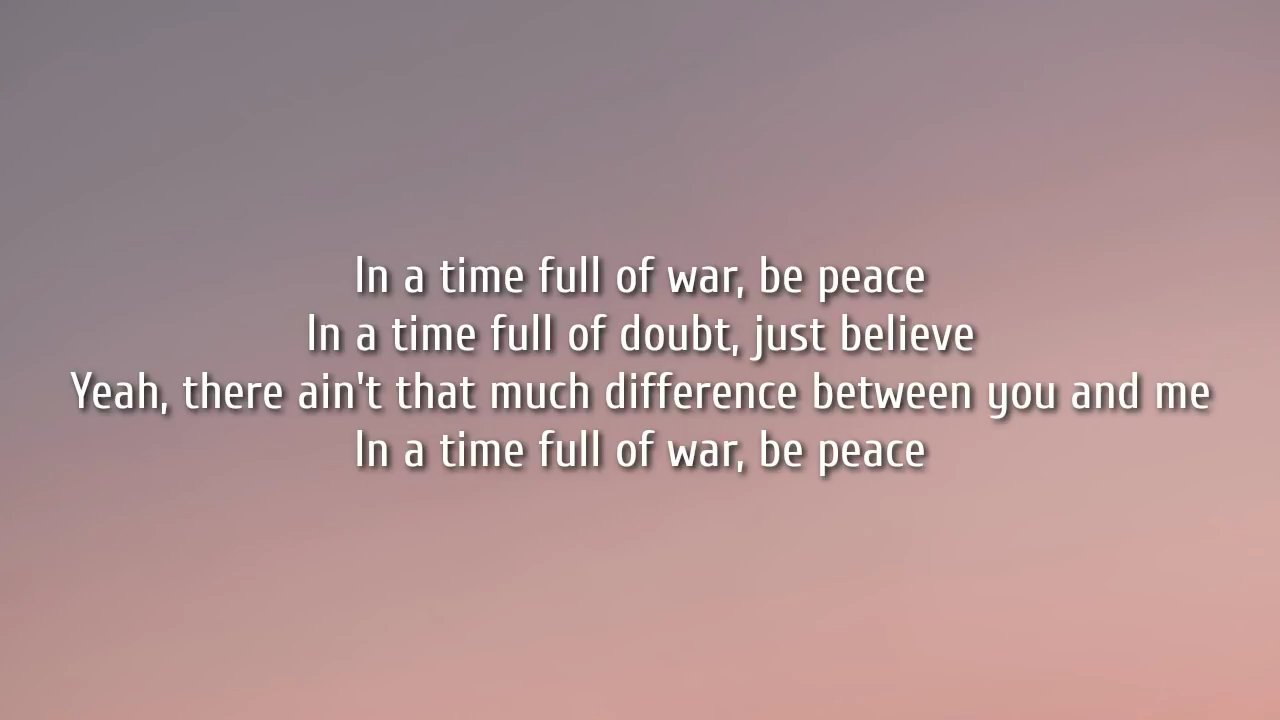 In a time full of war, be peace
In a time full of doubt, just believe
Yeah, there ain't that much difference between you and me
In a time full of war, be peace